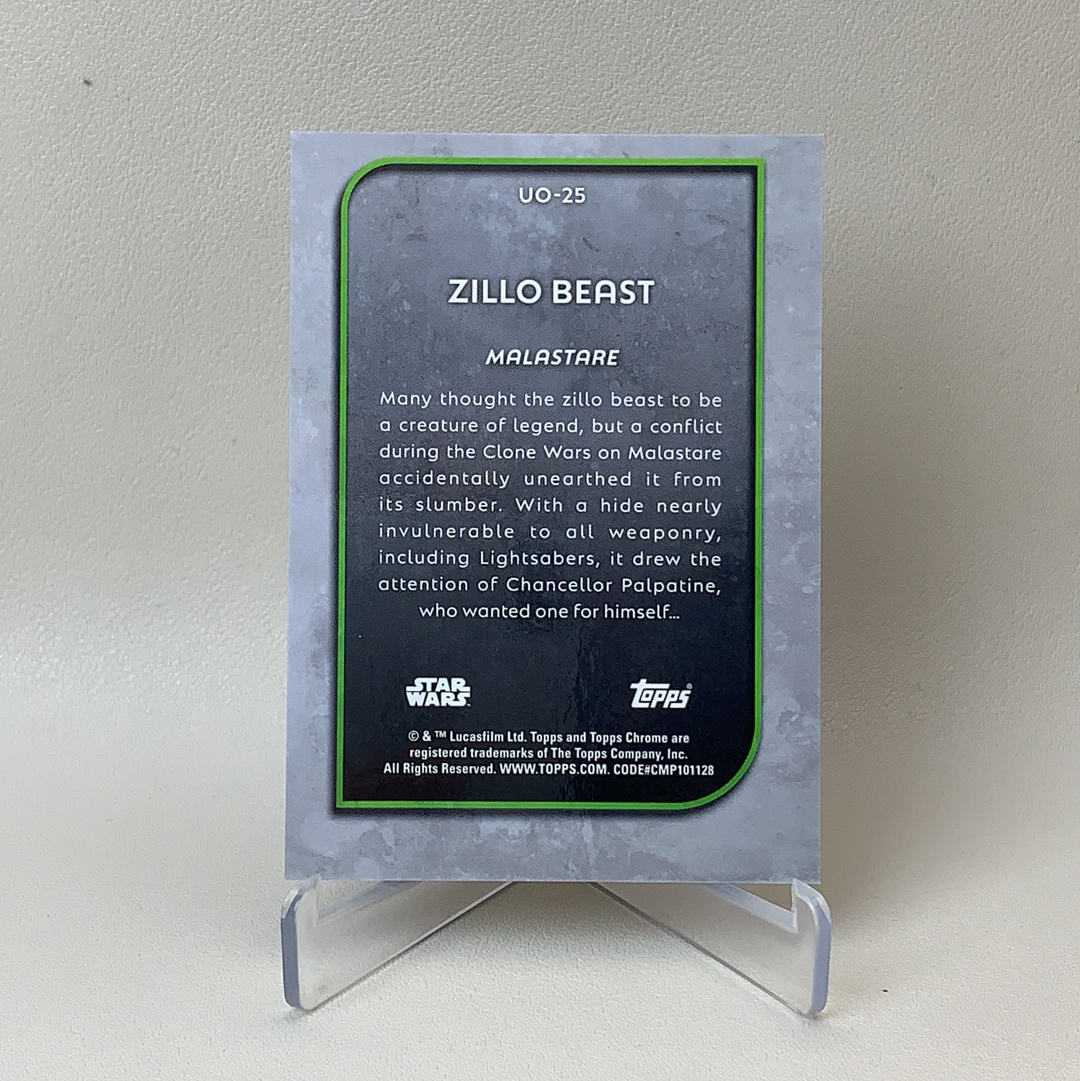 UO-25
ZILLO BEAST
MALASTARE
Many thought the zillo beast to be
a creature of legend, but a conflict
during the Clone Wars on Malastare
accidentally unearthed it from
its slumber. With a hide nearly
invulnerable to all weaponry,
including Lightsabers, it drew the
attention of Chancellor Palpatine,
who wanted one for himself...
STAR WARS
Topps®
© & ™ Lucasfilm Ltd. Topps and Topps Chrome are
registered trademarks of The Topps Company, Inc.
All Rights Reserved. WWW.TOPPS.COM. CODE#CMP101128